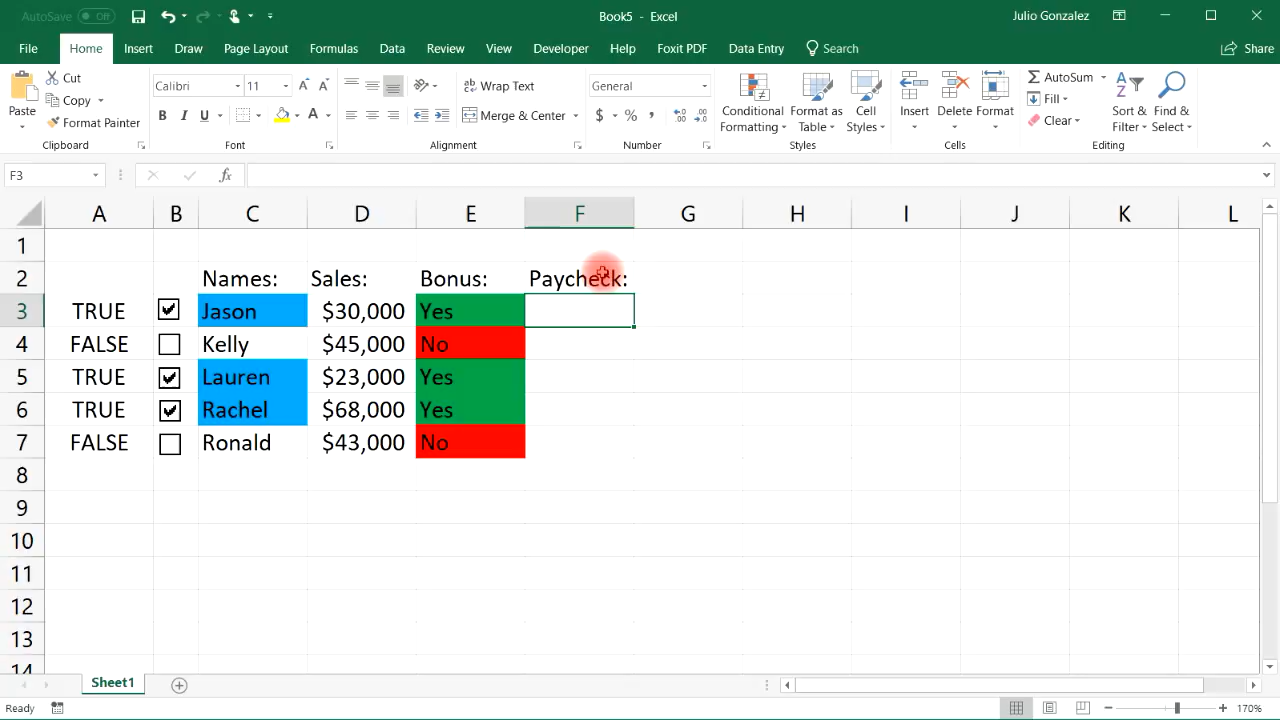 AutoSave Off Book5 - Excel Julio Gonzalez
File Home Insert Draw Page Layout Formulas Data Review View Developer Help Foxit PDF Data Entry Search Share
Paste Cut Copy Format Painter
Clipboard
Calibri 11 A A
B I U A
Font
ab Wrap Text
Merge & Center
Alignment
General
$ % , .00
Number
Conditional Formatting Format as Table Cell Styles
Styles
Insert Delete Format
Cells
AutoSum Fill Clear Sort & Filter Find & Select
Editing
F3 fx
A B C D E F G H I J K L
1
2 Names: Sales: Bonus: Paycheck:
3 TRUE Jason $30,000 Yes
4 FALSE Kelly $45,000 No
5 TRUE Lauren $23,000 Yes
6 TRUE Rachel $68,000 Yes
7 FALSE Ronald $43,000 No
8
9
10
11
12
13
14
Sheet1
Ready 170%